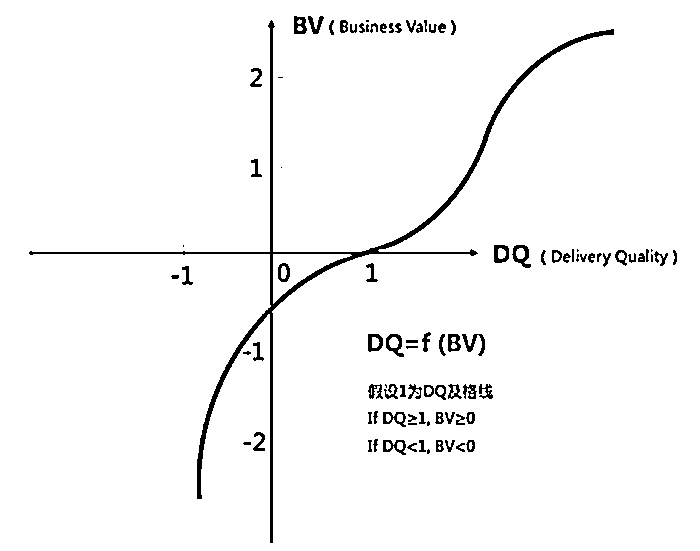 BV ( Business Value )
2
1
-1
0
1
DQ ( Delivery Quality )
-1
-2
DQ=f (BV)
假设1为DQ及格线
If DQ≥1, BV≥0
If DQ<1, BV<0